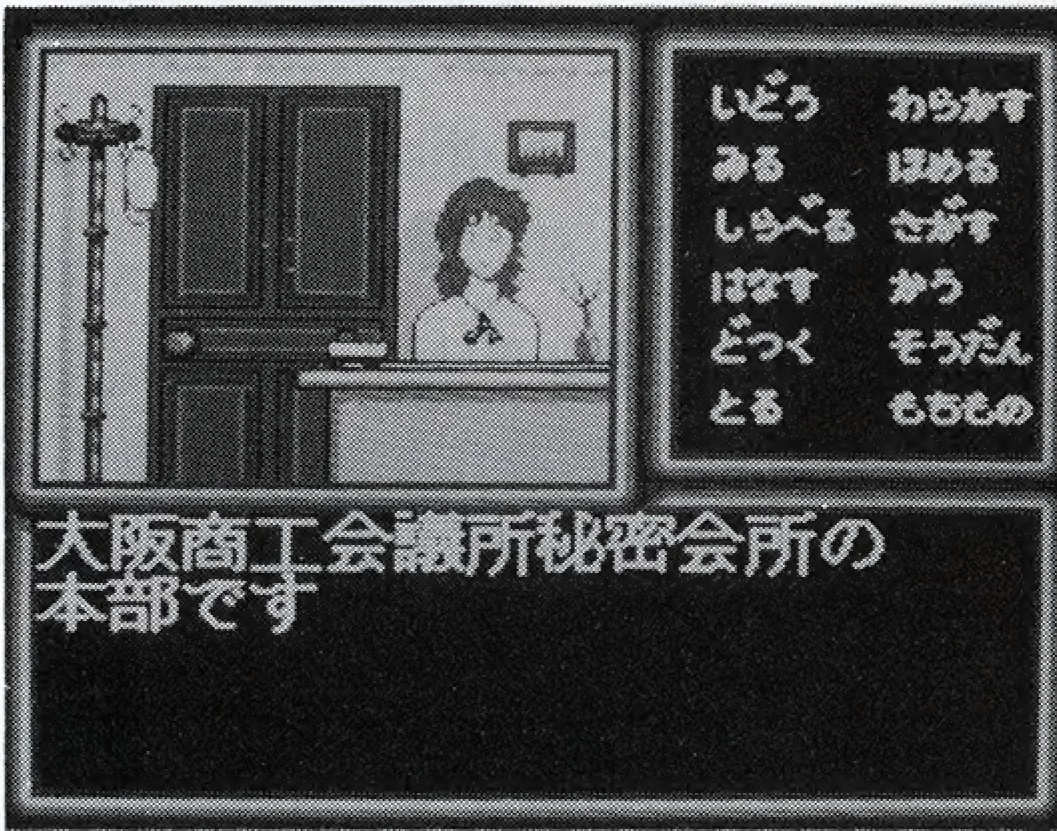 いどう わらかす
みる ほめる
しらべる さがす
はなす かう
どつく そうだん
とる もちもの
大阪商工会議所秘密会所の
本部です